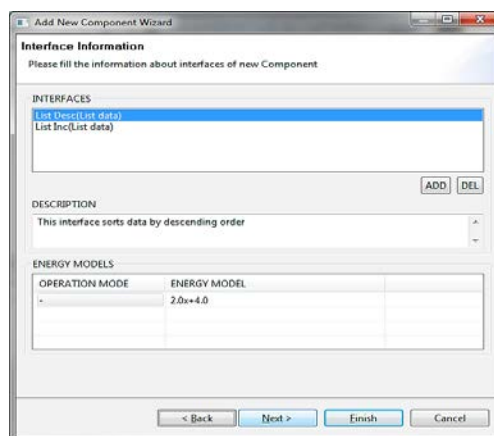 Add New Component Wizard
Interface Information
Please fill the information about interfaces of new Component
INTERFACES
List Desc(List data)
List Inc(List data)
ADD DEL
DESCRIPTION
This interface sorts data by descending order
ENERGY MODELS
OPERATION MODE ENERGY MODEL
- 2.0x+4.0
< Back Next > Finish Cancel